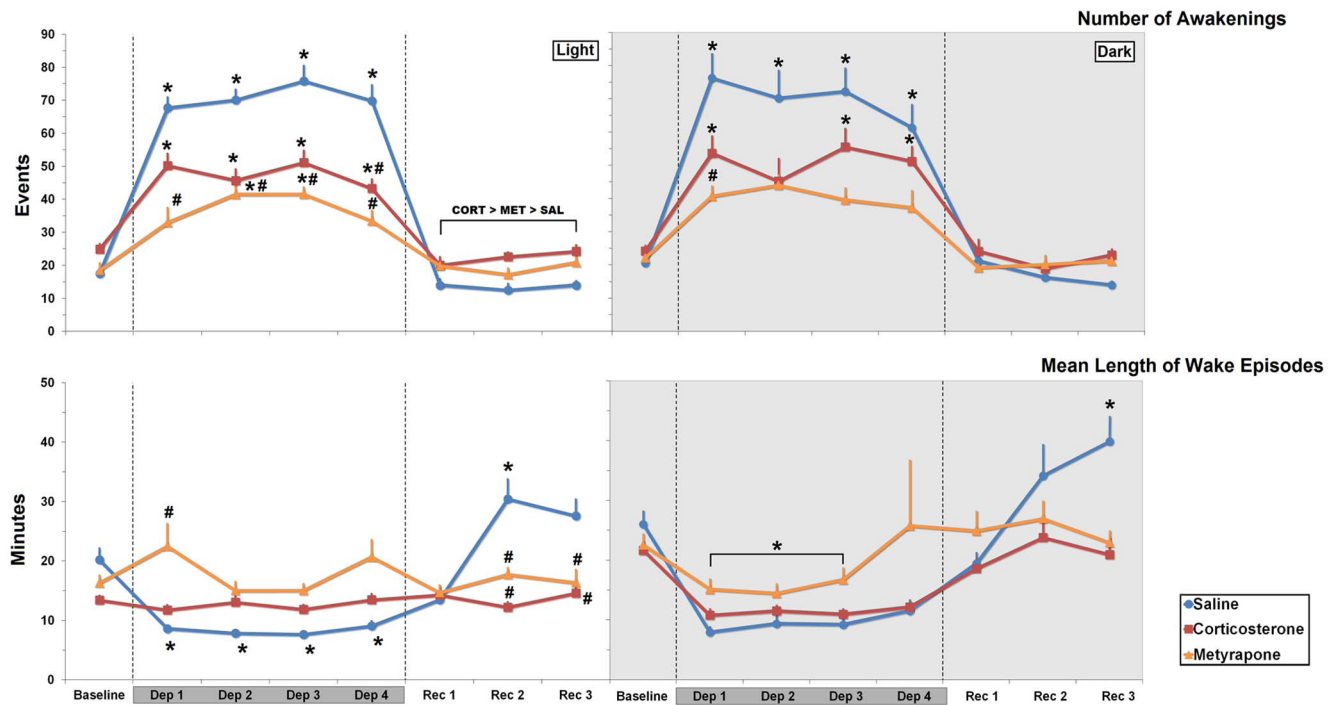 Number of Awakenings
90
80
70
60
50
40
30
20
10
0
Events
Light
Dark
* * * *
* * * *#
# *# *# #
CORT > MET > SAL
* * * *
* * *
#
Mean Length of Wake Episodes
50
40
30
20
10
0
Minutes
# * # # # #
* * * *
* *
Saline
Corticosterone
Metyrapone
Baseline Dep 1 Dep 2 Dep 3 Dep 4 Rec 1 Rec 2 Rec 3 Baseline Dep 1 Dep 2 Dep 3 Dep 4 Rec 1 Rec 2 Rec 3